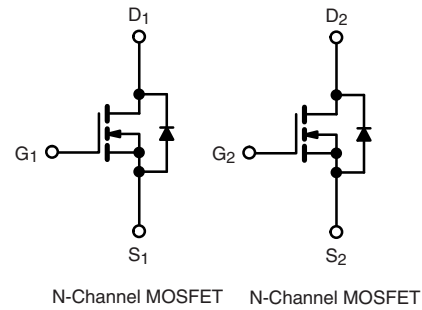 D1 D2
G1 G2
S1 S2
N-Channel MOSFET N-Channel MOSFET